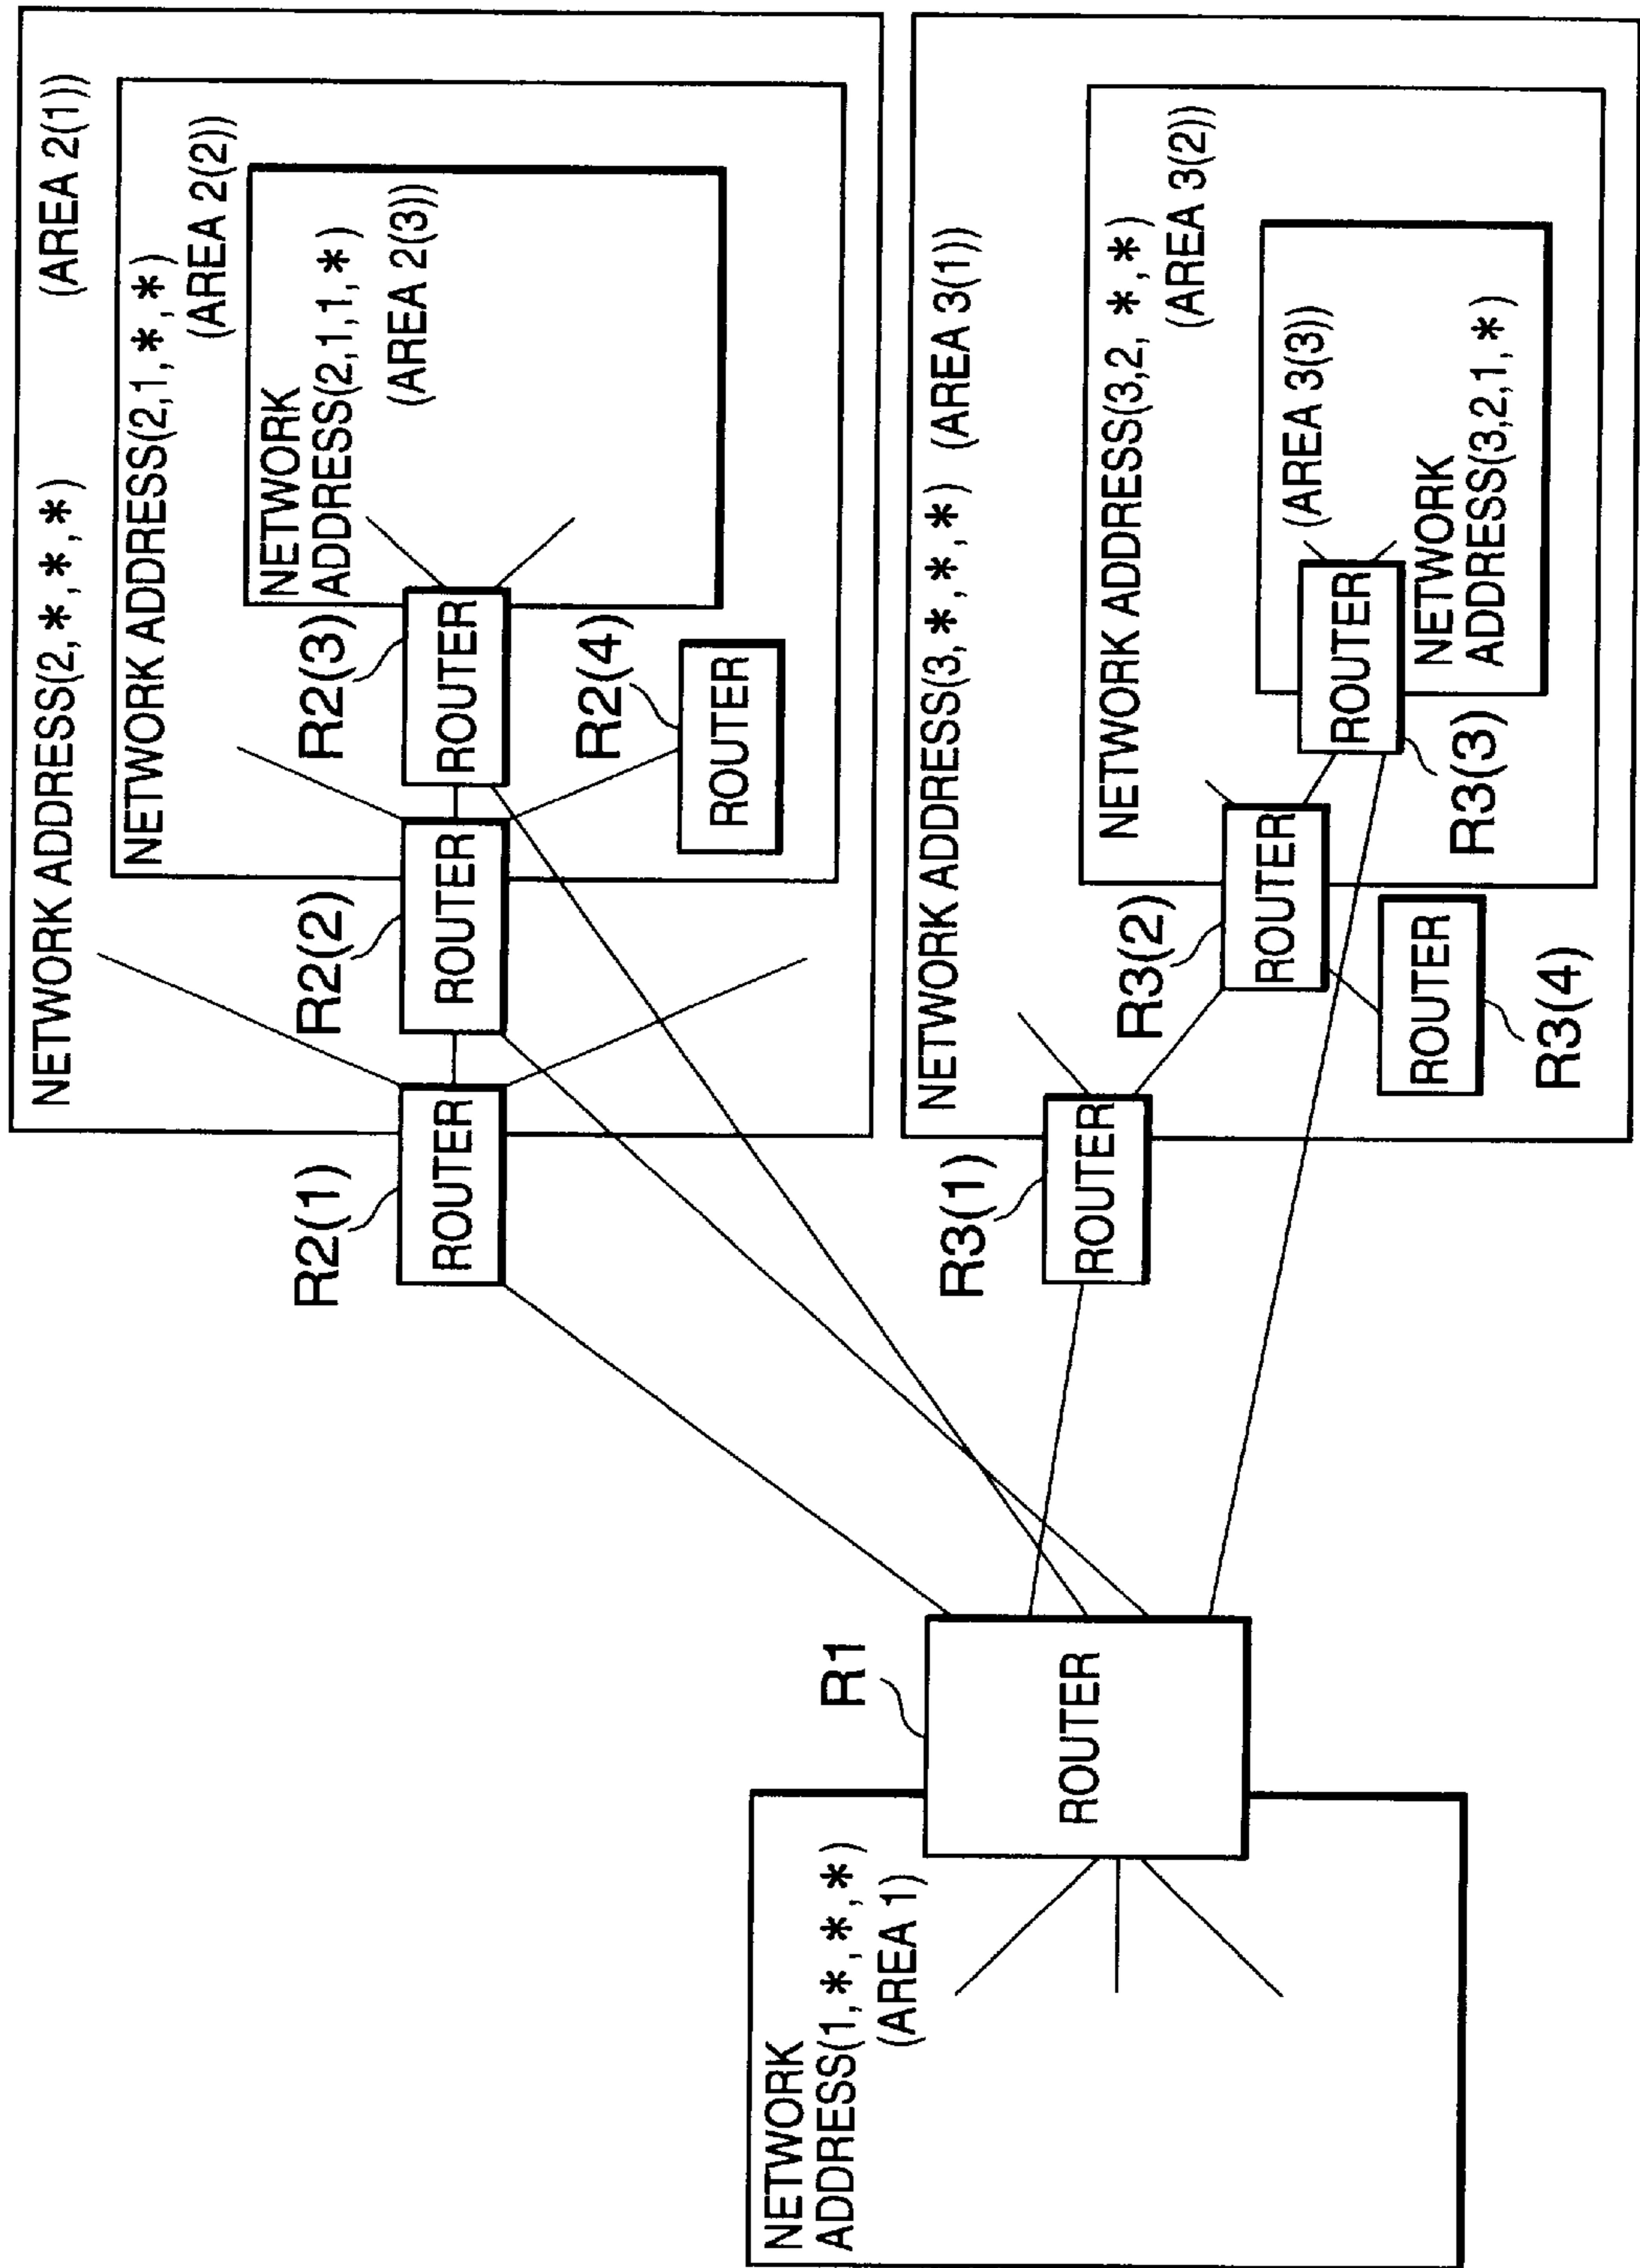 NETWORK ADDRESS(2,*,*,*)
(AREA 2(1))
NETWORK ADDRESS(2,1,*,*)
(AREA 2(2))
NETWORK
ADDRESS(2,1,1,*)
(AREA 2(3))
R2(1)
ROUTER
R2(2)
ROUTER
R2(3)
ROUTER
R2(4)
ROUTER
NETWORK
ADDRESS(1,*,*,*)
(AREA 1)
R1
ROUTER
NETWORK ADDRESS(3,*,*,*) (AREA 3(1))
NETWORK ADDRESS(3,2,*,*)
(AREA 3(2))
(AREA 3(3))
NETWORK
ADDRESS(3,2,1,*)
R3(1)
ROUTER
R3(2)
ROUTER
ROUTER
R3(3)
ROUTER
R3(4)